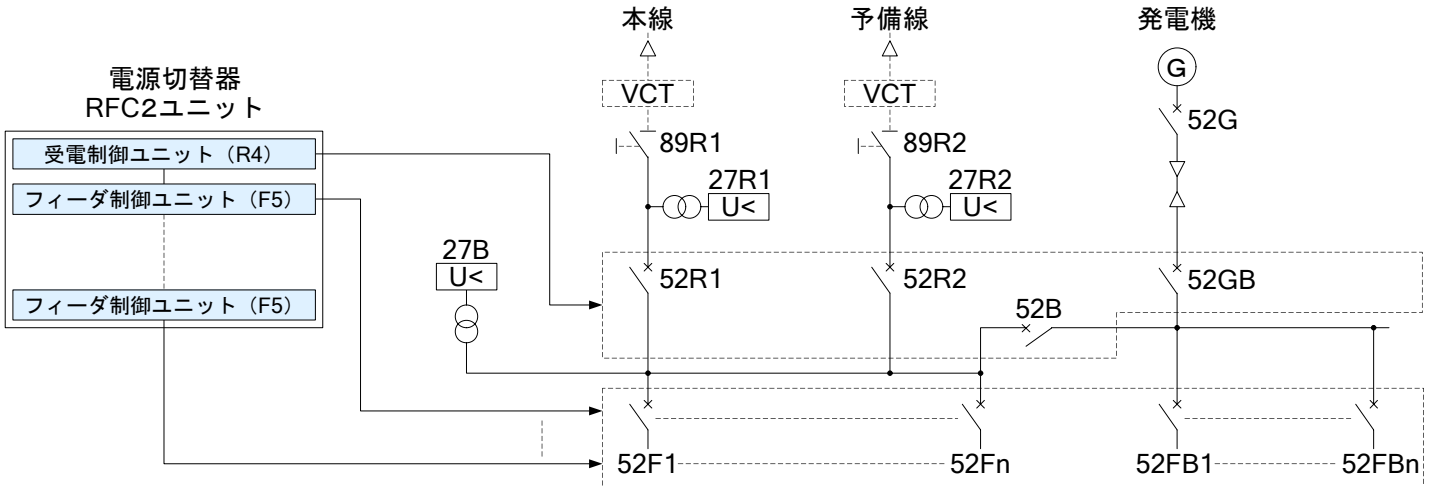 本線
予備線
発電機
G
電源切替器
RFC2ユニット
VCT
VCT
52G
受電制御ユニット（R4）
89R1
89R2
フィーダ制御ユニット（F5）
27R1
U<
27R2
U<
27B
U<
52R1
52R2
52GB
フィーダ制御ユニット（F5）
52B
52F1
52Fn
52FB1
52FBn